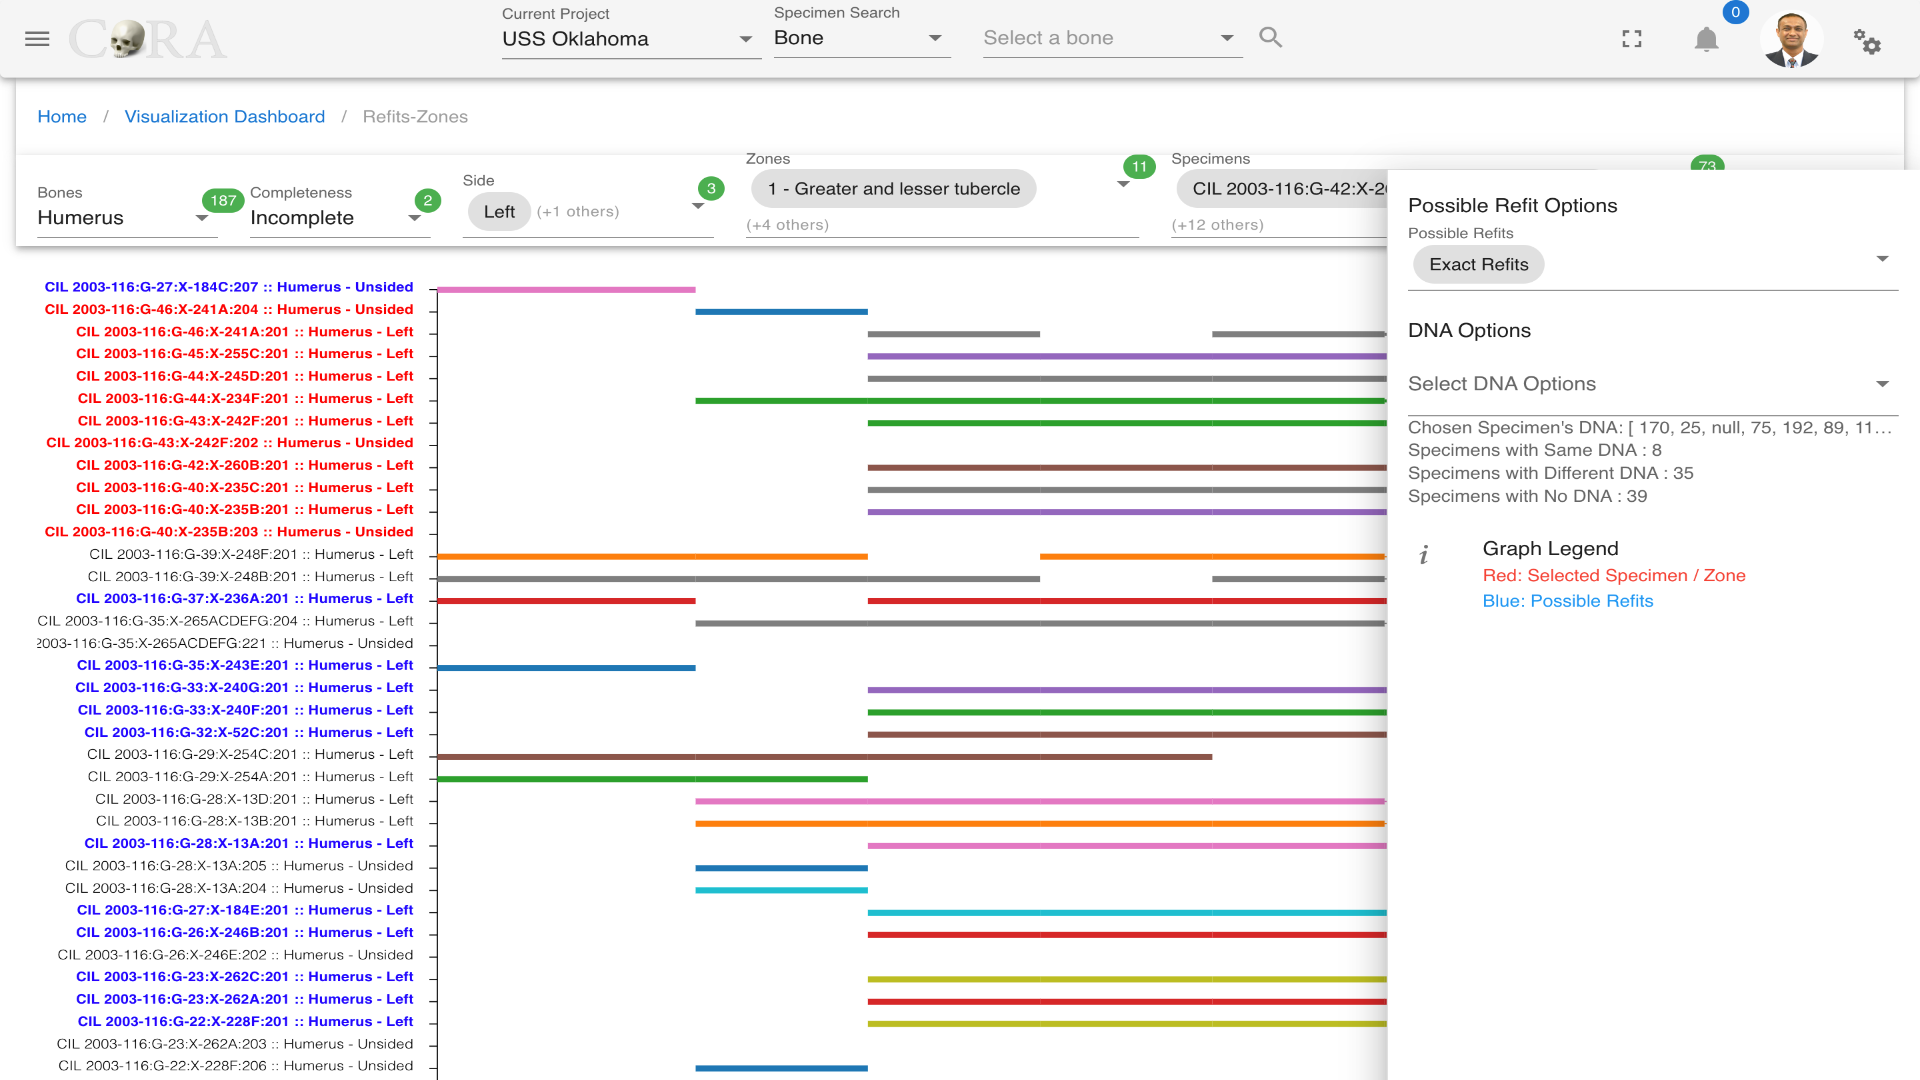 CORA
Current Project
USS Oklahoma
Specimen Search
Bone
Select a bone
0
Home / Visualization Dashboard / Refits-Zones
Bones
Humerus
187
Completeness
Incomplete
2
Side
Left (+1 others)
3
Zones
1 - Greater and lesser tubercle
(+4 others)
11
Specimens
CIL 2003-116:G-42:X-2
(+12 others)
73
Possible Refit Options
Possible Refits
Exact Refits
DNA Options
Select DNA Options
Chosen Specimen's DNA: [ 170, 25, null, 75, 192, 89, 11...
Specimens with Same DNA : 8
Specimens with Different DNA : 35
Specimens with No DNA : 39
i
Graph Legend
Red: Selected Specimen / Zone
Blue: Possible Refits
CIL 2003-116:G-27:X-184C:207 :: Humerus - Unsided
CIL 2003-116:G-46:X-241A:204 :: Humerus - Unsided
CIL 2003-116:G-46:X-241A:201 :: Humerus - Left
CIL 2003-116:G-45:X-255C:201 :: Humerus - Left
CIL 2003-116:G-44:X-245D:201 :: Humerus - Left
CIL 2003-116:G-44:X-234F:201 :: Humerus - Left
CIL 2003-116:G-43:X-242F:201 :: Humerus - Left
CIL 2003-116:G-43:X-242F:202 :: Humerus - Unsided
CIL 2003-116:G-42:X-260B:201 :: Humerus - Left
CIL 2003-116:G-40:X-235C:201 :: Humerus - Left
CIL 2003-116:G-40:X-235B:201 :: Humerus - Left
CIL 2003-116:G-40:X-235B:203 :: Humerus - Unsided
CIL 2003-116:G-39:X-248F:201 :: Humerus - Left
CIL 2003-116:G-39:X-248B:201 :: Humerus - Left
CIL 2003-116:G-37:X-236A:201 :: Humerus - Left
CIL 2003-116:G-35:X-265ACDEFG:204 :: Humerus - Left
2003-116:G-35:X-265ACDEFG:221 :: Humerus - Unsided
CIL 2003-116:G-35:X-243E:201 :: Humerus - Left
CIL 2003-116:G-33:X-240G:201 :: Humerus - Left
CIL 2003-116:G-33:X-240F:201 :: Humerus - Left
CIL 2003-116:G-32:X-52C:201 :: Humerus - Left
CIL 2003-116:G-29:X-254C:201 :: Humerus - Left
CIL 2003-116:G-29:X-254A:201 :: Humerus - Left
CIL 2003-116:G-28:X-13D:201 :: Humerus - Left
CIL 2003-116:G-28:X-13B:201 :: Humerus - Left
CIL 2003-116:G-28:X-13A:201 :: Humerus - Left
CIL 2003-116:G-28:X-13A:205 :: Humerus - Unsided
CIL 2003-116:G-28:X-13A:204 :: Humerus - Unsided
CIL 2003-116:G-27:X-184E:201 :: Humerus - Left
CIL 2003-116:G-26:X-246B:201 :: Humerus - Left
CIL 2003-116:G-26:X-246E:202 :: Humerus - Unsided
CIL 2003-116:G-23:X-262C:201 :: Humerus - Left
CIL 2003-116:G-23:X-262A:201 :: Humerus - Left
CIL 2003-116:G-22:X-228F:201 :: Humerus - Left
CIL 2003-116:G-23:X-262A:203 :: Humerus - Unsided
CIL 2003-116:G-22:X-228F:206 :: Humerus - Unsided